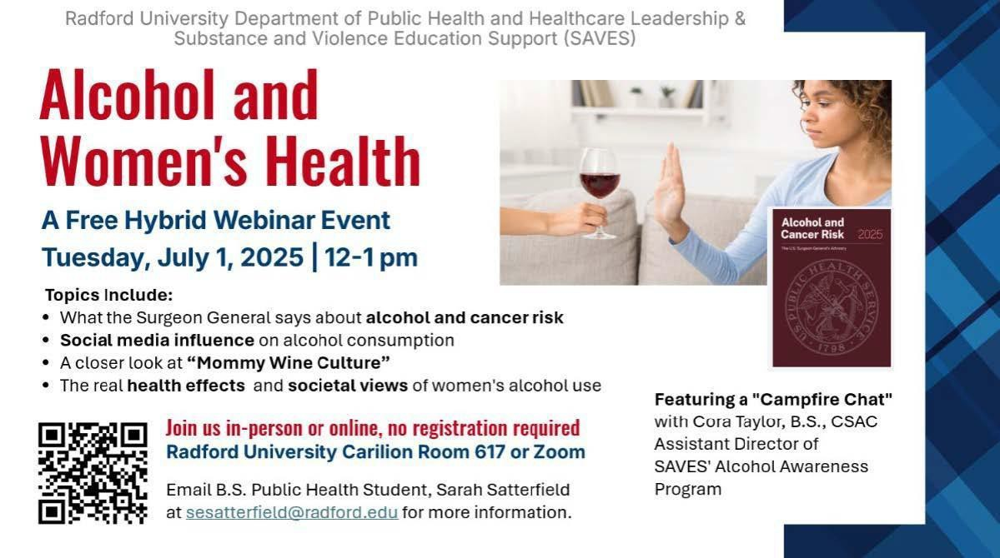 Radford University Department of Public Health and Healthcare Leadership &
Substance and Violence Education Support (SAVES)
Alcohol and
Women's Health
A Free Hybrid Webinar Event
Tuesday, July 1, 2025 | 12-1 pm
Topics Include:
• What the Surgeon General says about alcohol and cancer risk
• Social media influence on alcohol consumption
• A closer look at “Mommy Wine Culture”
• The real health effects and societal views of women's alcohol use
Join us in-person or online, no registration required
Radford University Carilion Room 617 or Zoom
Email B.S. Public Health Student, Sarah Satterfield
at sesatterfield@radford.edu for more information.
Alcohol and
Cancer Risk 2025
The U.S. Surgeon General's Advisory
U.S. PUBLIC HEALTH SERVICE
1798
Featuring a "Campfire Chat"
with Cora Taylor, B.S., CSAC
Assistant Director of
SAVES' Alcohol Awareness
Program